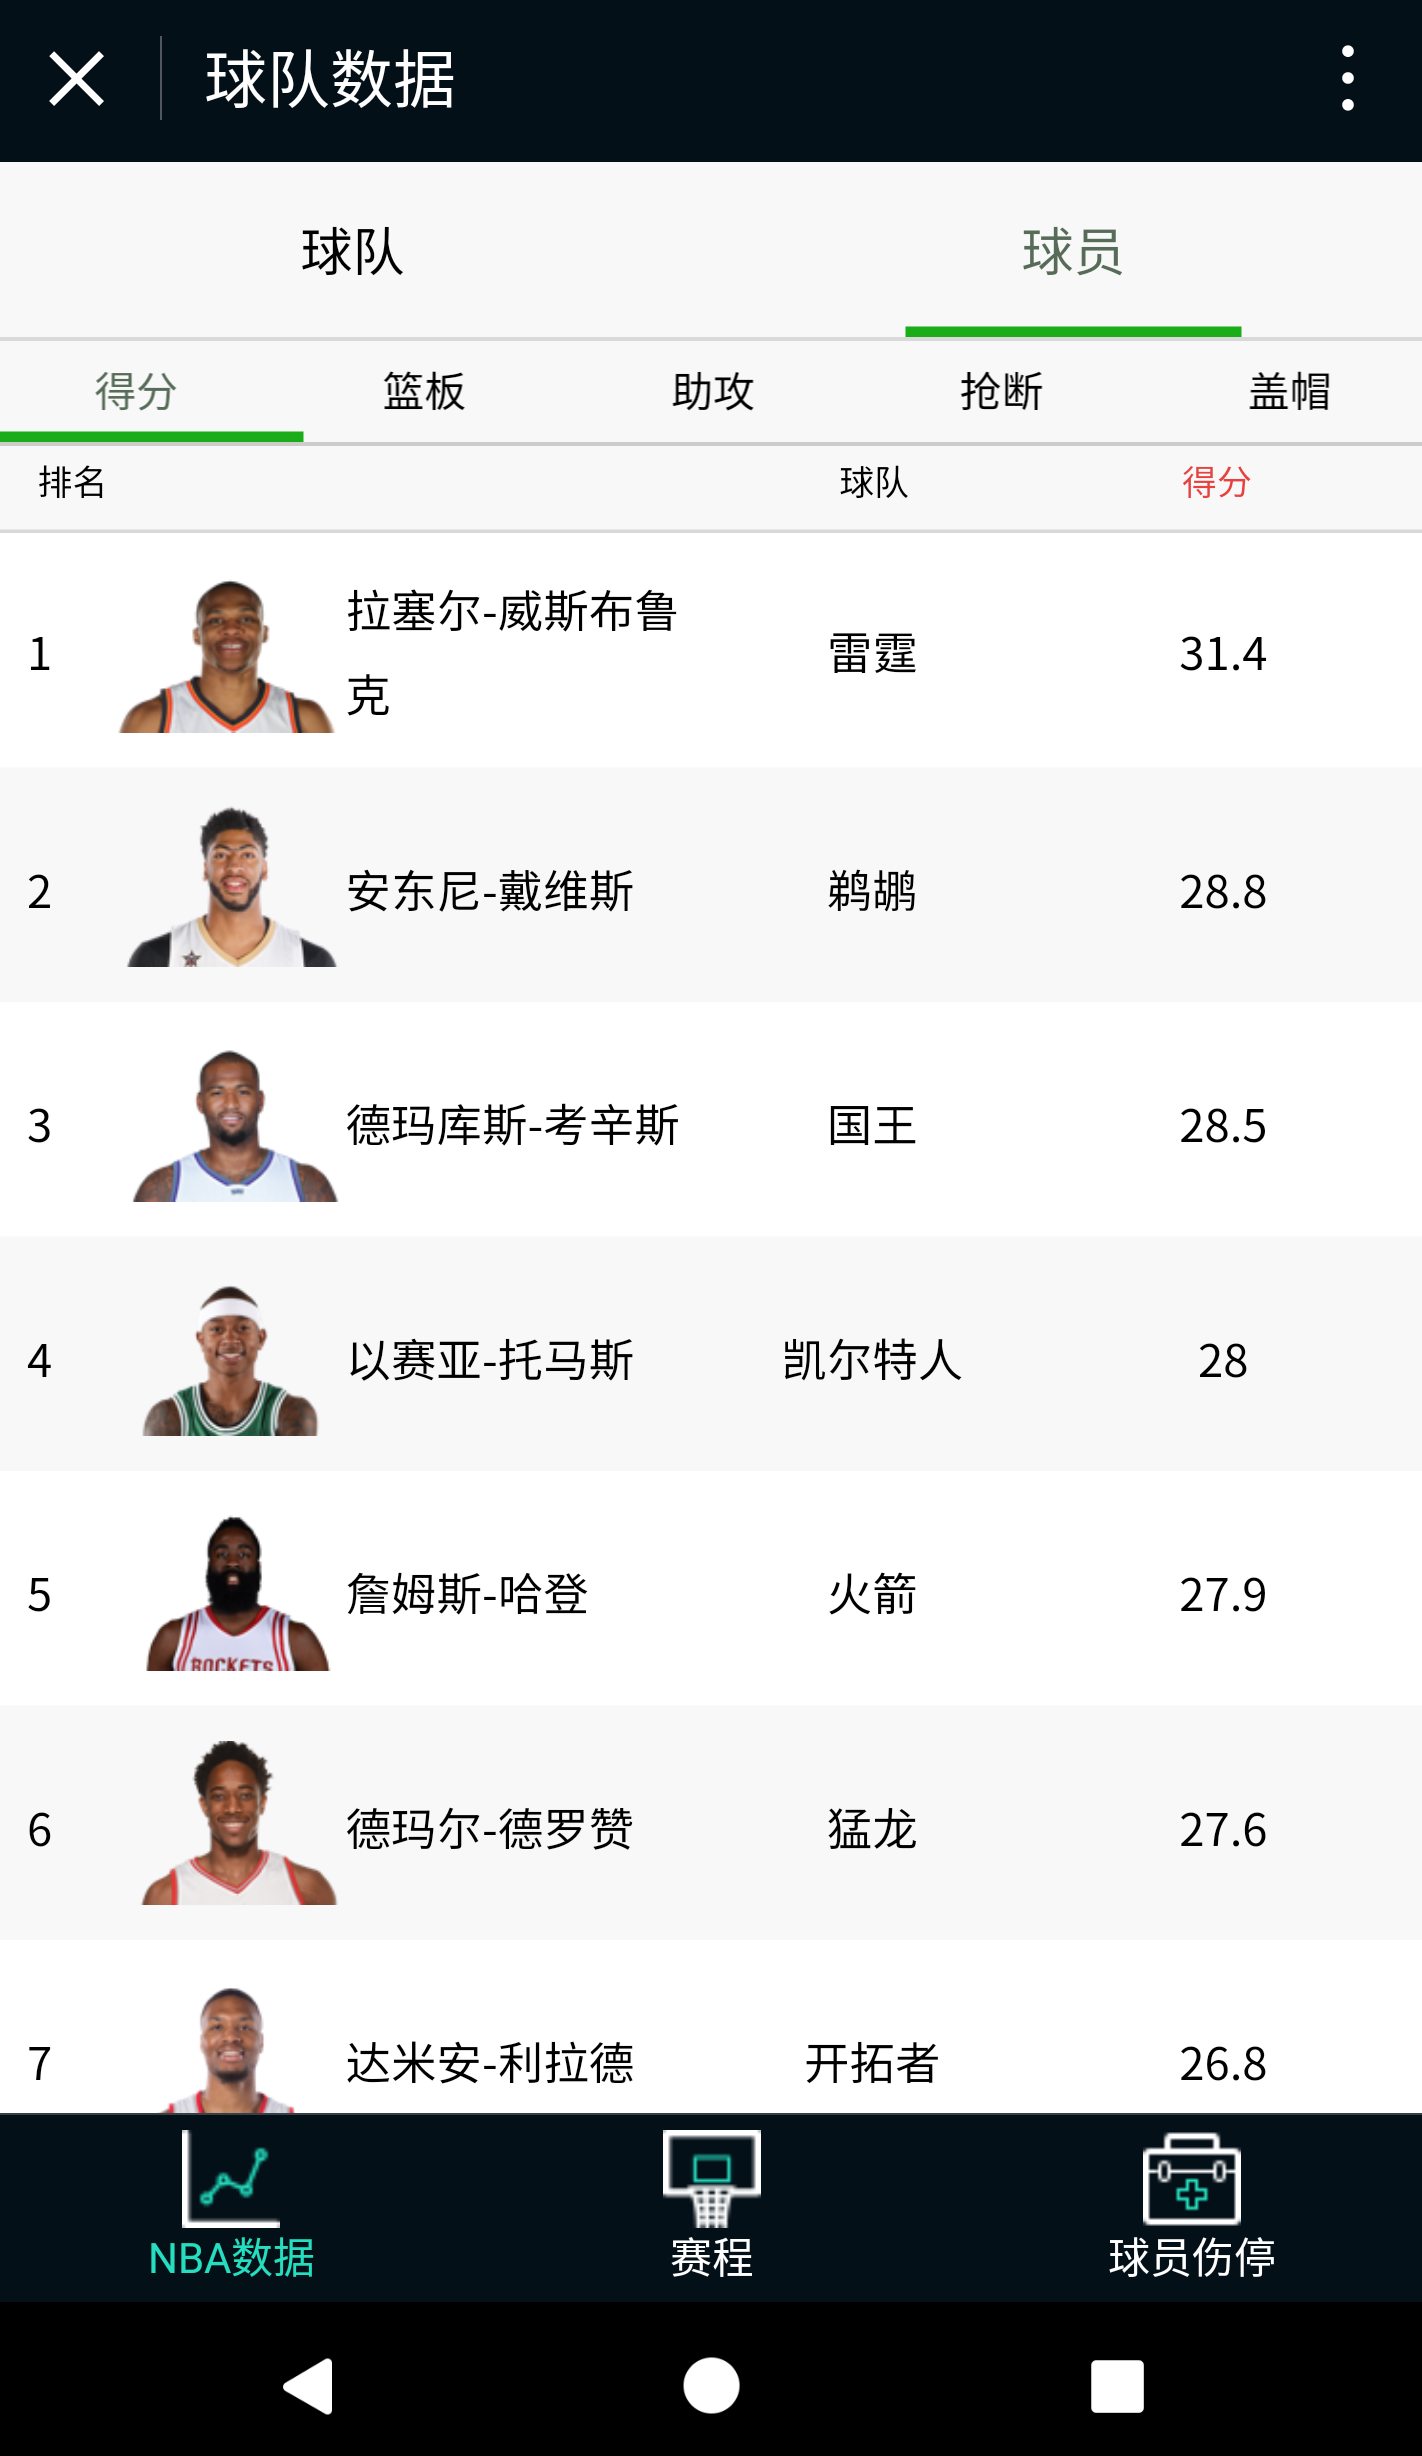 球队数据
球队 球员
得分 篮板 助攻 抢断 盖帽
排名 球队 得分
1 拉塞尔-威斯布鲁克 雷霆 31.4
2 安东尼-戴维斯 鹈鹕 28.8
3 德玛库斯-考辛斯 国王 28.5
4 以赛亚-托马斯 凯尔特人 28
5 詹姆斯-哈登 火箭 27.9
ROCKETS
6 德玛尔-德罗赞 猛龙 27.6
7 达米安-利拉德 开拓者 26.8
NBA数据 赛程 球员伤停